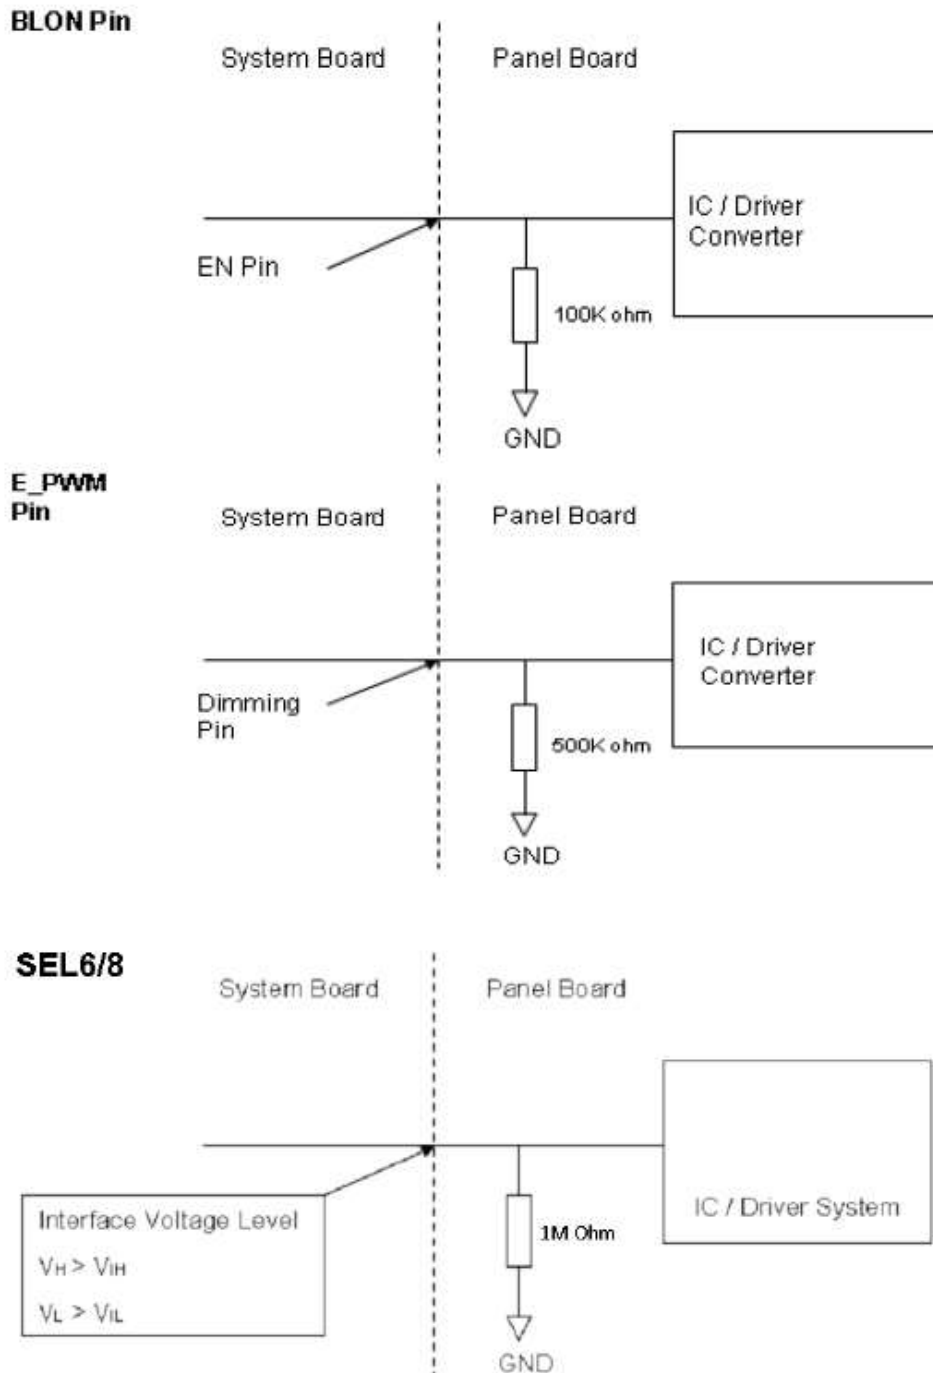 BLON Pin
System Board
Panel Board
IC / Driver
Converter
EN Pin
100K ohm
GND
E_PWM
Pin
System Board
Panel Board
IC / Driver
Converter
Dimming
Pin
500K ohm
GND
SEL6/8
System Board
Panel Board
Interface Voltage Level
VH > VIH
VL > VIL
1M Ohm
IC / Driver System
GND